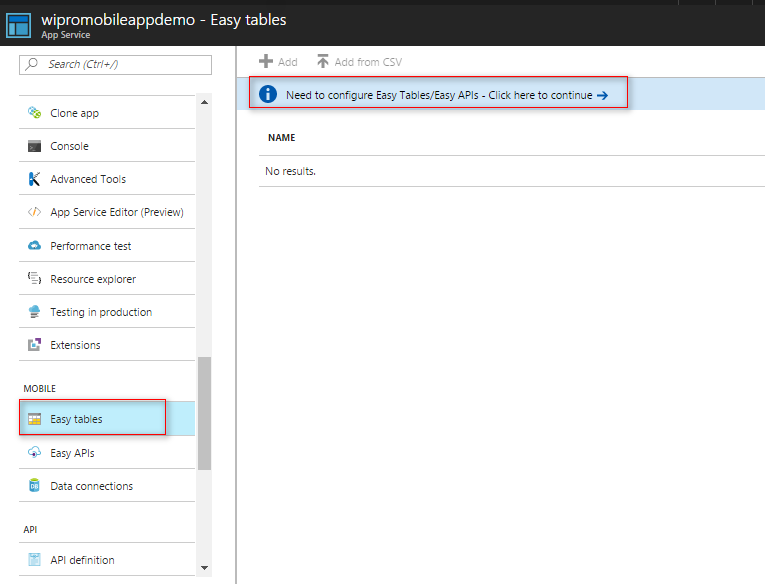 wipromobileappdemo - Easy tables
App Service
Search (Ctrl+/)
Clone app
Console
Advanced Tools
App Service Editor (Preview)
Performance test
Resource explorer
Testing in production
Extensions
MOBILE
Easy tables
Easy APIs
Data connections
API
API definition
Add
Add from CSV
Need to configure Easy Tables/Easy APIs - Click here to continue →
NAME
No results.